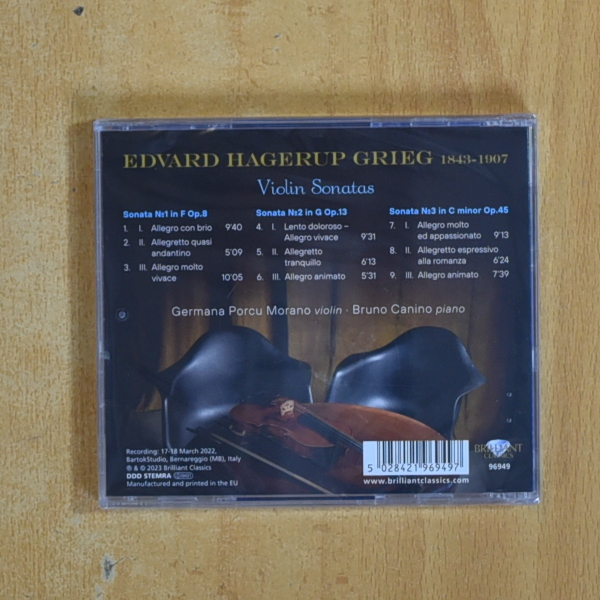 EDVARD HAGERUP GRIEG 1843-1907
Violin Sonatas
Sonata №1 in F Op.8
1. I. Allegro con brio 9'40
2. II. Allegretto quasi
andantino 5'09
3. III. Allegro molto
vivace 10'05
Sonata №2 in G Op.13
4. I. Lento doloroso –
Allegro vivace 9'31
5. II. Allegretto
tranquillo 6'13
6. III. Allegro animato 5'31
Sonata №3 in C minor Op.45
7. I. Allegro molto
ed appassionato 9'13
8. II. Allegretto espressivo
alla romanza 6'24
9. III. Allegro animato 7'39
Germana Porcu Morano violin · Bruno Canino piano
Recording: 17-18 March 2022,
BartokStudio, Bernareggio (MB), Italy
℗ & © 2023 Brilliant Classics
DDD STEMRA
Manufactured and printed in the EU
5 028421 969497
www.brilliantclassics.com
BRILLIANT
CLASSICS
96949